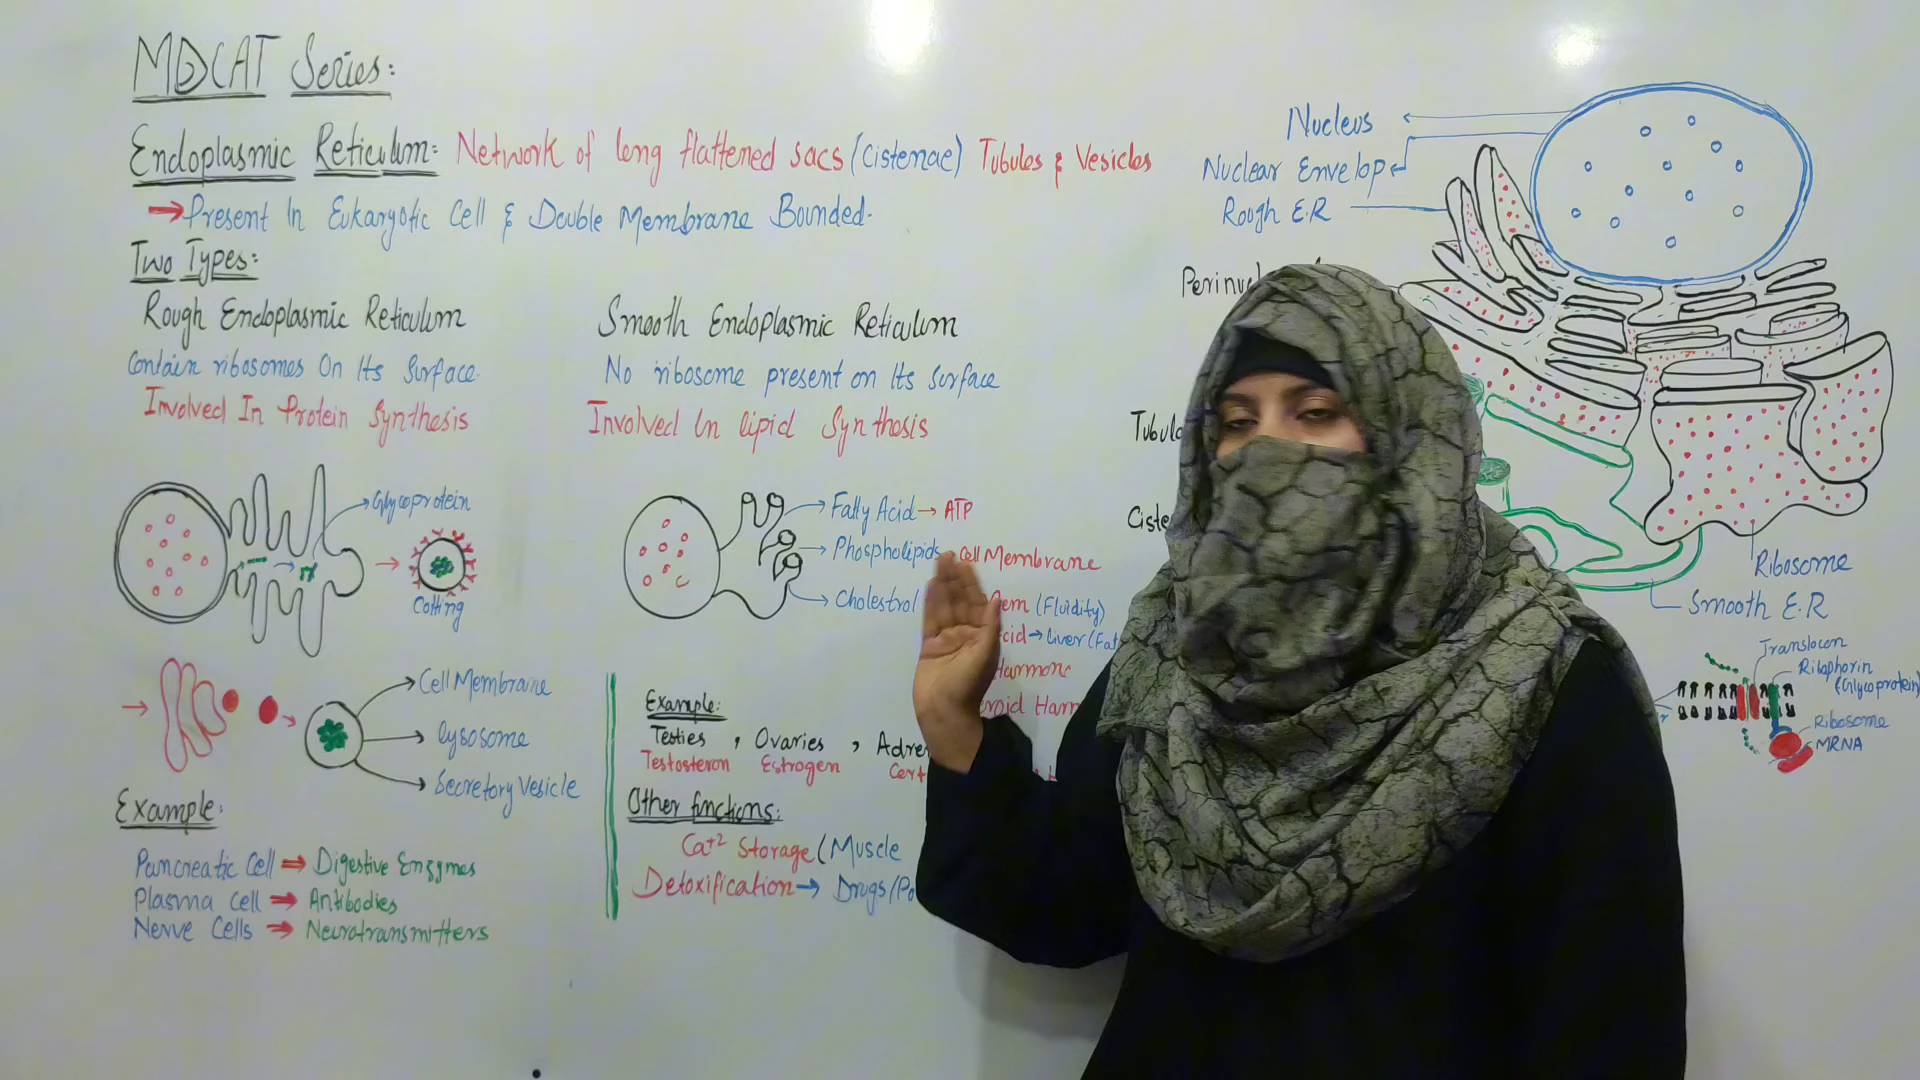 MDCAT Series:
Endoplasmic Reticulum: Network of long flattened sacs (Cistenae) Tubules & Vesicles
→ Present In Eukaryotic Cell & Double Membrane Bounded.
Two Types:
Rough Endoplasmic Reticulum
Contain ribosomes On Its Surface.
Involved In Protein Synthesis
Glycoprotein
Cotting
Cell Membrane
lysosome
Secretory Vesicle
Example:
Pancreatic Cell ⇒ Digestive Enzymes
Plasma Cell ⇒ Antibodies
Nerve Cells ⇒ Neurotransmitters
Smooth Endoplasmic Reticulum
No ribosome present on Its surface
Involved In lipid Synthesis
Fatty Acid → ATP
Phospholipids → Cell Membrane
Cholestrol
(Fluidity)
→ Liver (Fat
Harmone
Harm
Example:
Testies , Ovaries ,
Testosteron Estrogen
Other functions:
Ca+2 Storage (Muscle
Detoxification → Drugs/
Nucleus
Nuclear Envelop
Rough E.R
Ribosome
Smooth E.R
Translocon
Ribophorin
(Glycoprotein)
Ribosome
MRNA